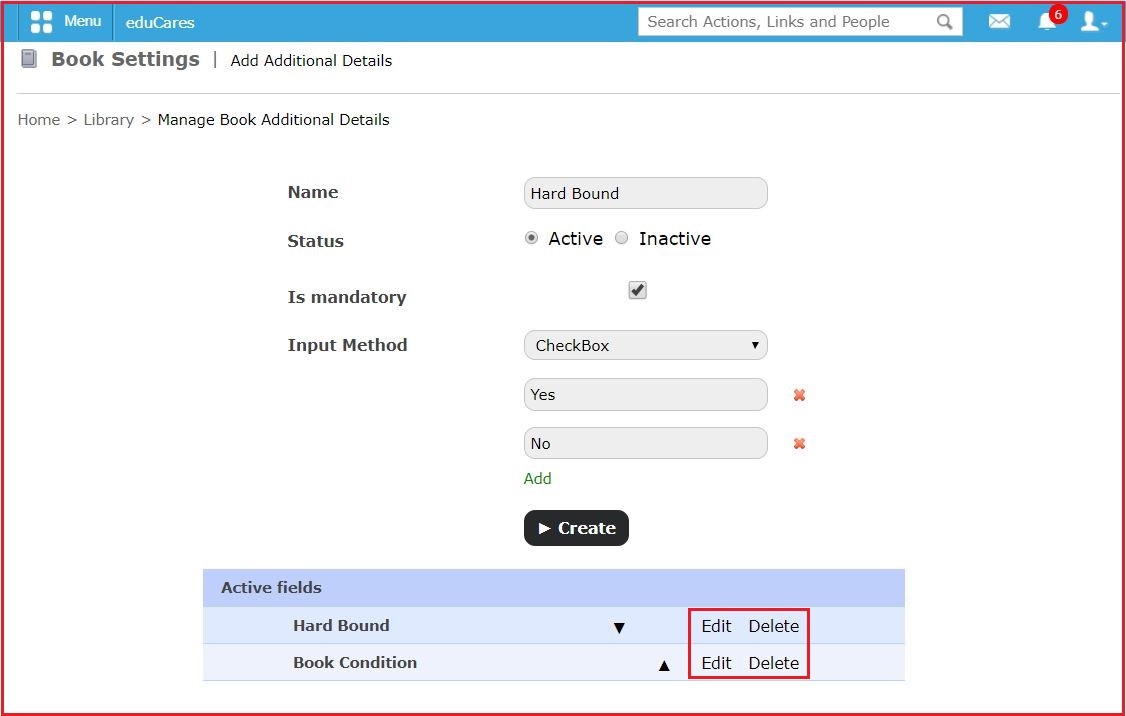 Menu eduCares Search Actions, Links and People 6
Book Settings | Add Additional Details
Home > Library > Manage Book Additional Details
Name Hard Bound
Status Active Inactive
Is mandatory
Input Method CheckBox
Yes
No
Add
Create
Active fields
Hard Bound Edit Delete
Book Condition Edit Delete